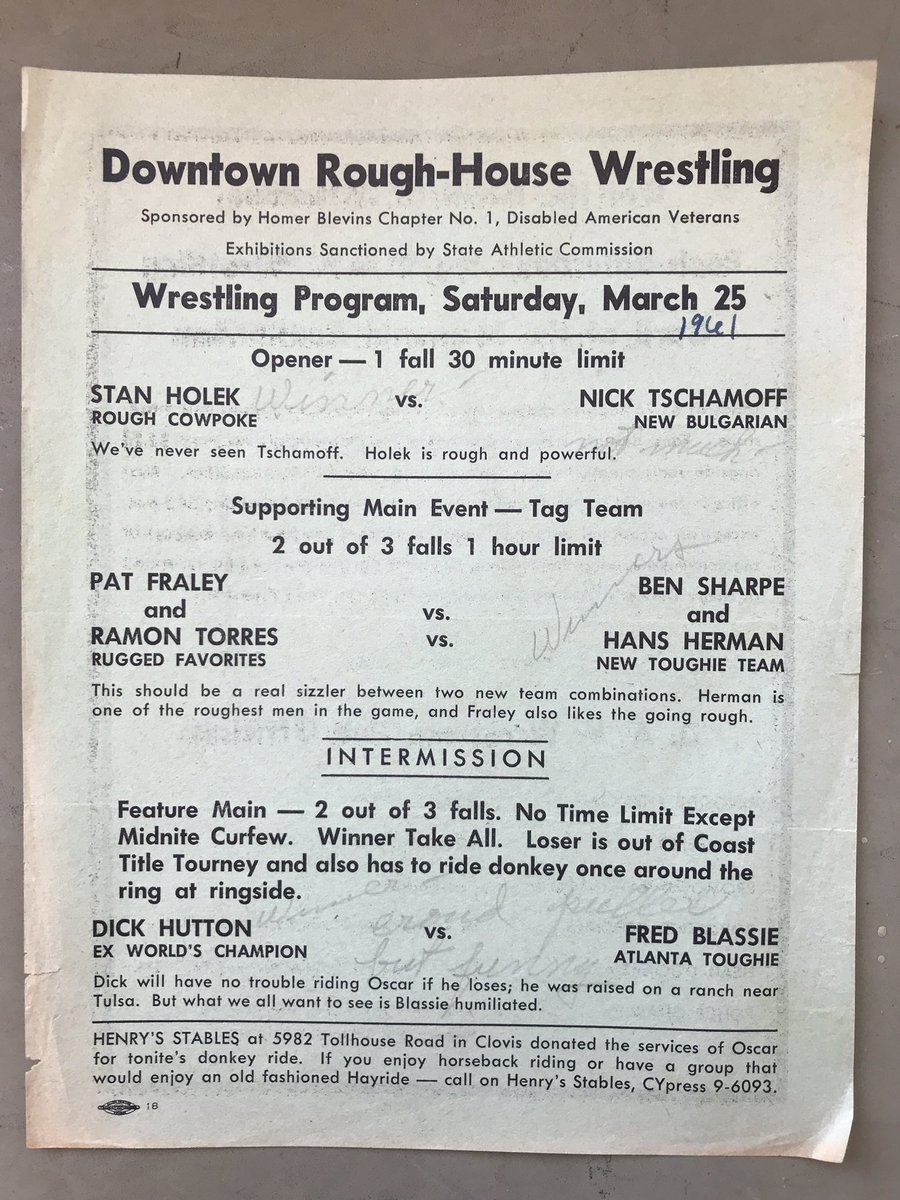 Downtown Rough-House Wrestling
Sponsored by Homer Blevins Chapter No. 1, Disabled American Veterans
Exhibitions Sanctioned by State Athletic Commission
Wrestling Program, Saturday, March 25
1961
Opener — 1 fall 30 minute limit
STAN HOLEK Winner vs. NICK TSCHAMOFF
ROUGH COWPOKE NEW BULGARIAN
not much
We've never seen Tschamoff. Holek is rough and powerful.
Supporting Main Event — Tag Team
2 out of 3 falls 1 hour limit
Winners
PAT FRALEY BEN SHARPE
and vs. and
RAMON TORRES vs. HANS HERMAN
RUGGED FAVORITES NEW TOUGHIE TEAM
This should be a real sizzler between two new team combinations. Herman is
one of the roughest men in the game, and Fraley also likes the going rough.
INTERMISSION
Feature Main — 2 out of 3 falls. No Time Limit Except
Midnite Curfew. Winner Take All. Loser is out of Coast
Title Tourney and also has to ride donkey once around the
ring at ringside.
Winner
DICK HUTTON vs. FRED BLASSIE
EX WORLD'S CHAMPION but ATLANTA TOUGHIE
Dick will have no trouble riding Oscar if he loses; he was raised on a ranch near
Tulsa. But what we all want to see is Blassie humiliated.
HENRY'S STABLES at 5982 Tollhouse Road in Clovis donated the services of Oscar
for tonite's donkey ride. If you enjoy horseback riding or have a group that
would enjoy an old fashioned Hayride — call on Henry's Stables, CYpress 9-6093.
18